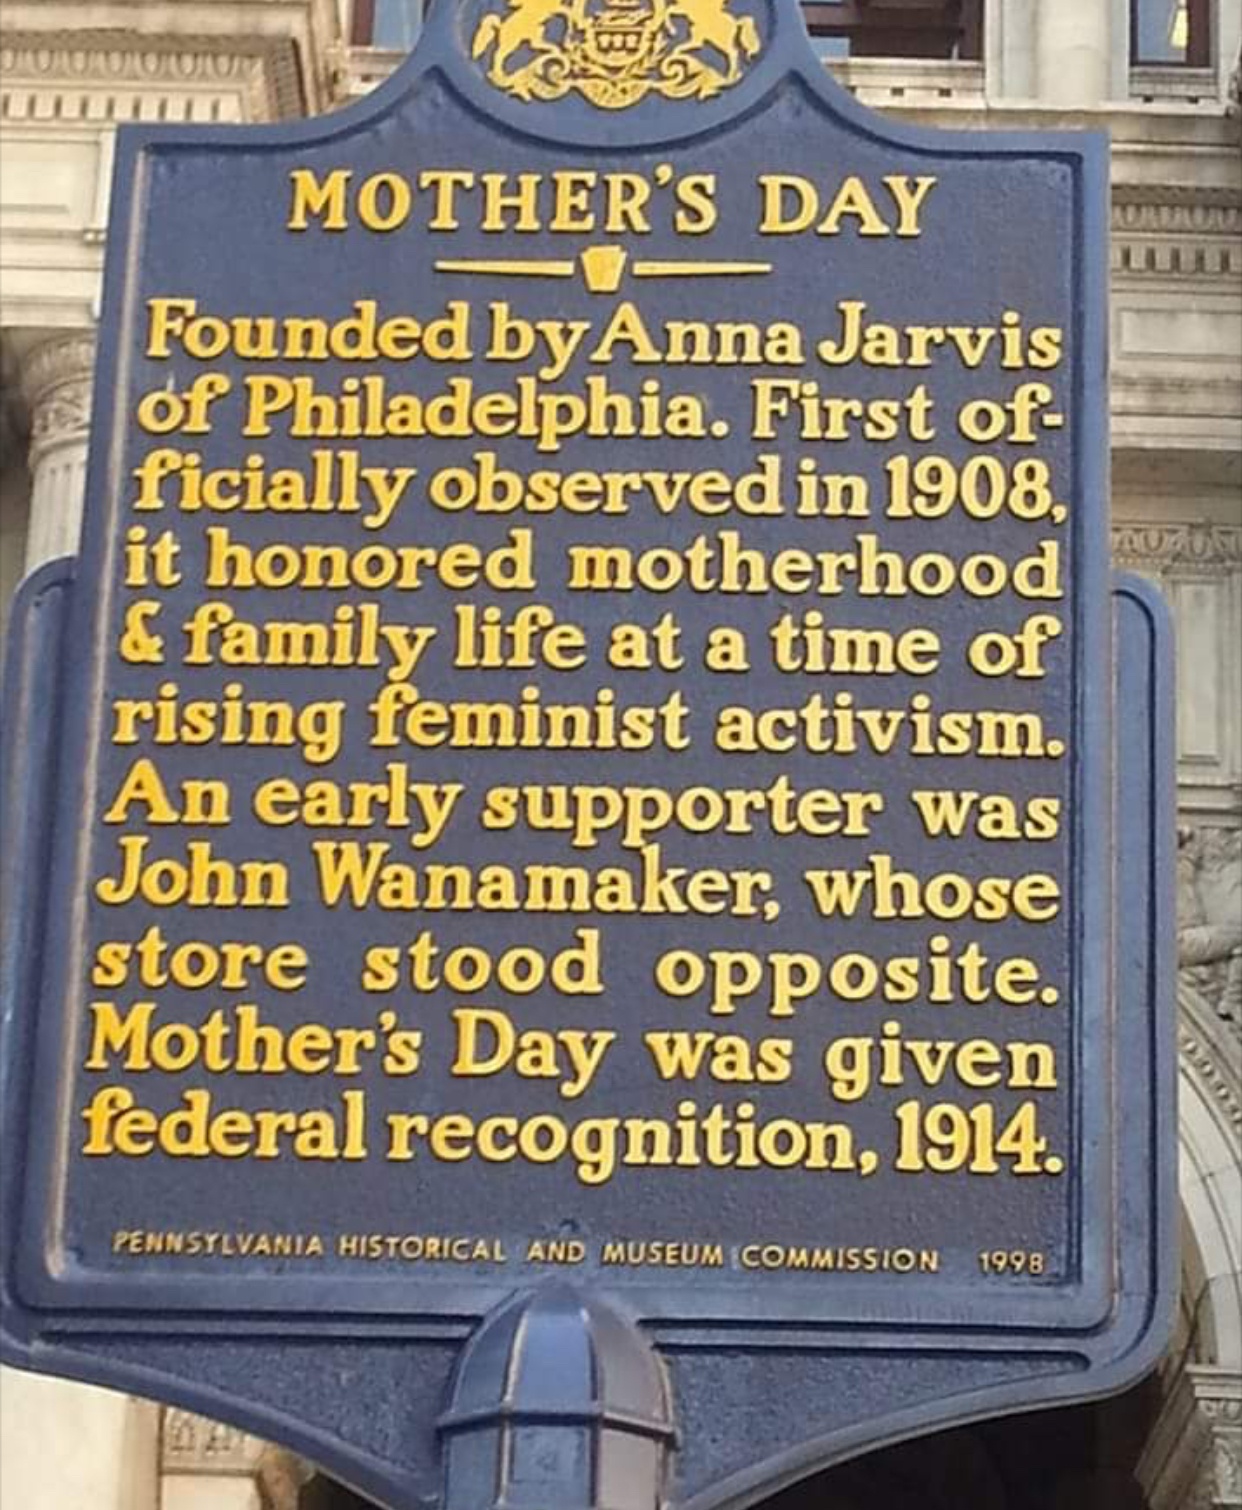 MOTHER'S DAY
Founded by Anna Jarvis
of Philadelphia. First of-
ficially observed in 1908,
it honored motherhood
& family life at a time of
rising feminist activism.
An early supporter was
John Wanamaker, whose
store stood opposite.
Mother's Day was given
federal recognition, 1914.
PENNSYLVANIA HISTORICAL AND MUSEUM COMMISSION 1998